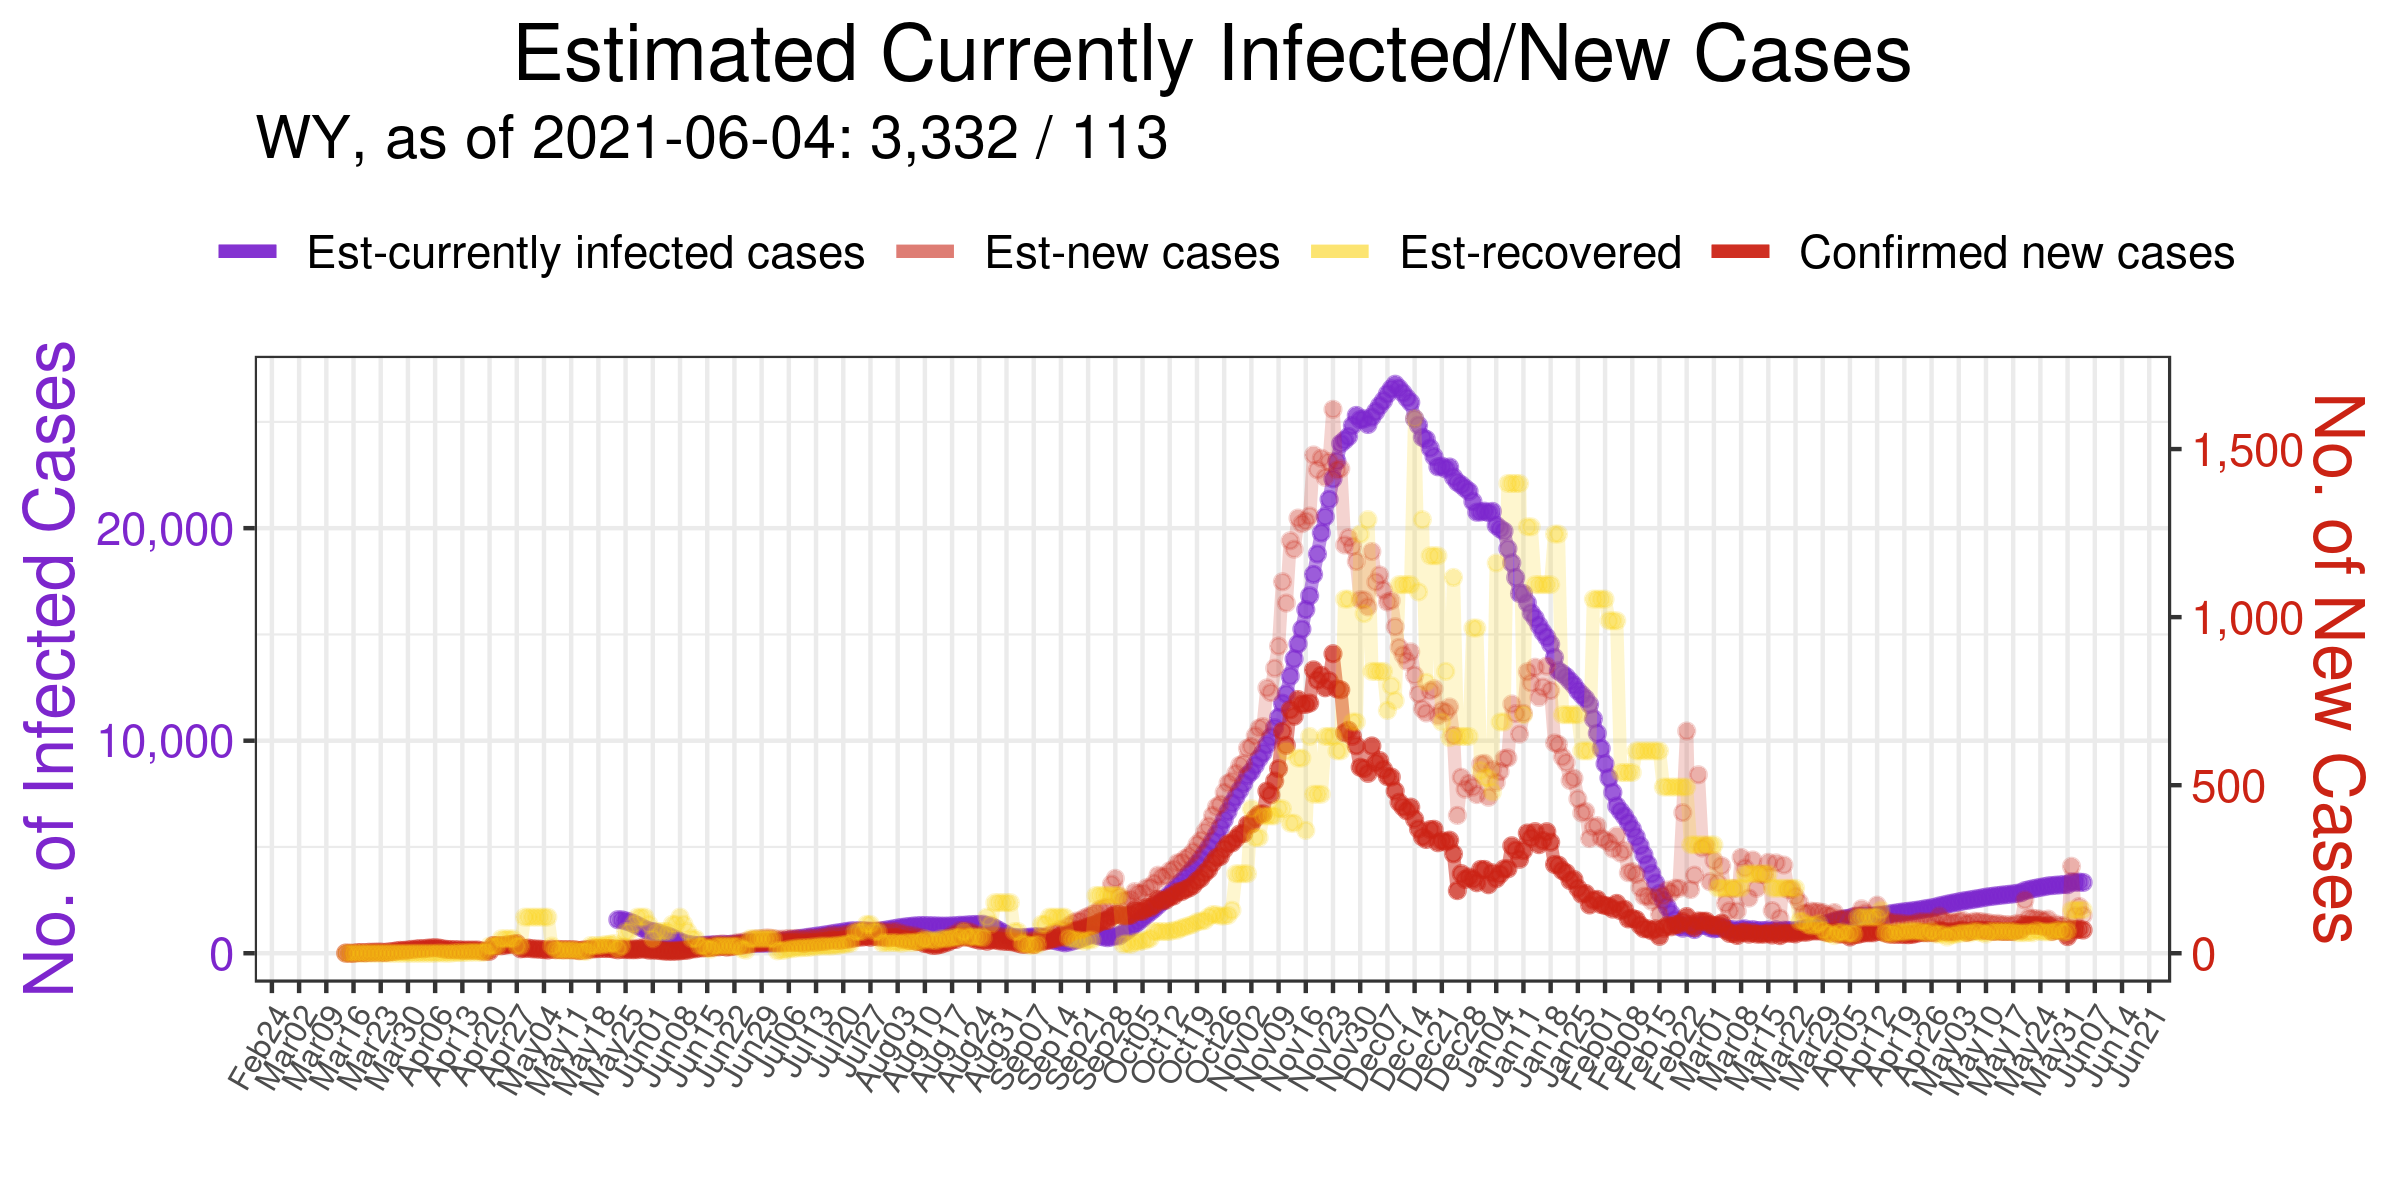 Estimated Currently Infected/New Cases
WY, as of 2021-06-04: 3,332 / 113
Est-currently infected cases Est-new cases Est-recovered Confirmed new cases
No. of Infected Cases
20,000
10,000
0
1,500
1,000
500
0
No. of New Cases
Feb24 Mar02 Mar09 Mar16 Mar23 Mar30 Apr06 Apr13 Apr20 Apr27 May04 May11 May18 May25 Jun01 Jun08 Jun15 Jun22 Jun29 Jul06 Jul13 Jul20 Jul27 Aug03 Aug10 Aug17 Aug24 Aug31 Sep07 Sep14 Sep21 Sep28 Oct05 Oct12 Oct19 Oct26 Nov02 Nov09 Nov16 Nov23 Nov30 Dec07 Dec14 Dec21 Dec28 Jan04 Jan11 Jan18 Jan25 Feb01 Feb08 Feb15 Feb22 Mar01 Mar08 Mar15 Mar22 Mar29 Apr05 Apr12 Apr19 Apr26 May03 May10 May17 May24 May31 Jun07 Jun14 Jun21